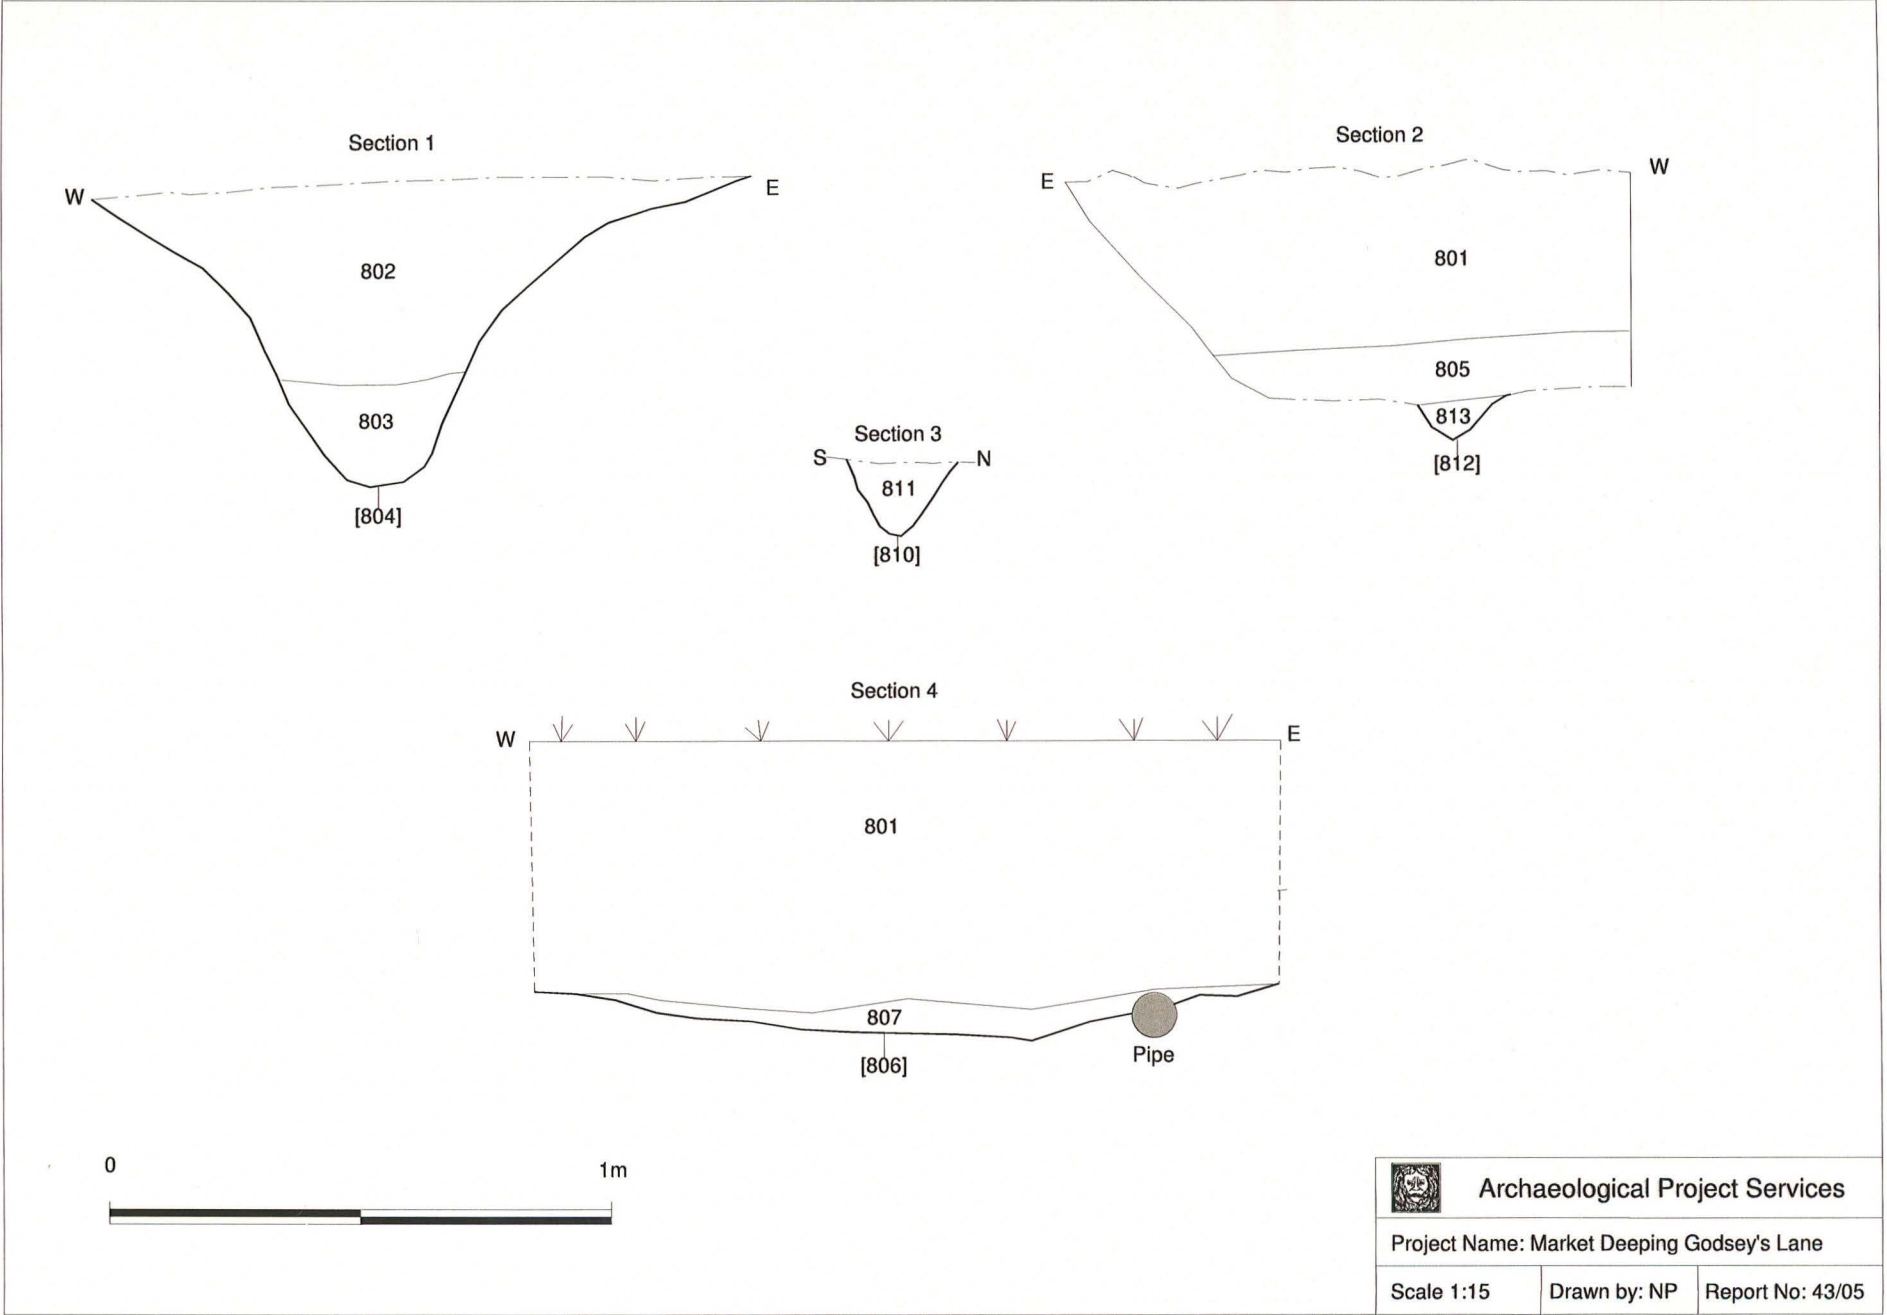 Section 1
W
E
802
803
[804]
Section 2
E
W
801
805
813
[812]
Section 3
S
N
811
[810]
Section 4
W
E
801
807
[806]
Pipe
0
1m
Archaeological Project Services
Project Name: Market Deeping Godsey's Lane
Scale 1:15
Drawn by: NP
Report No: 43/05